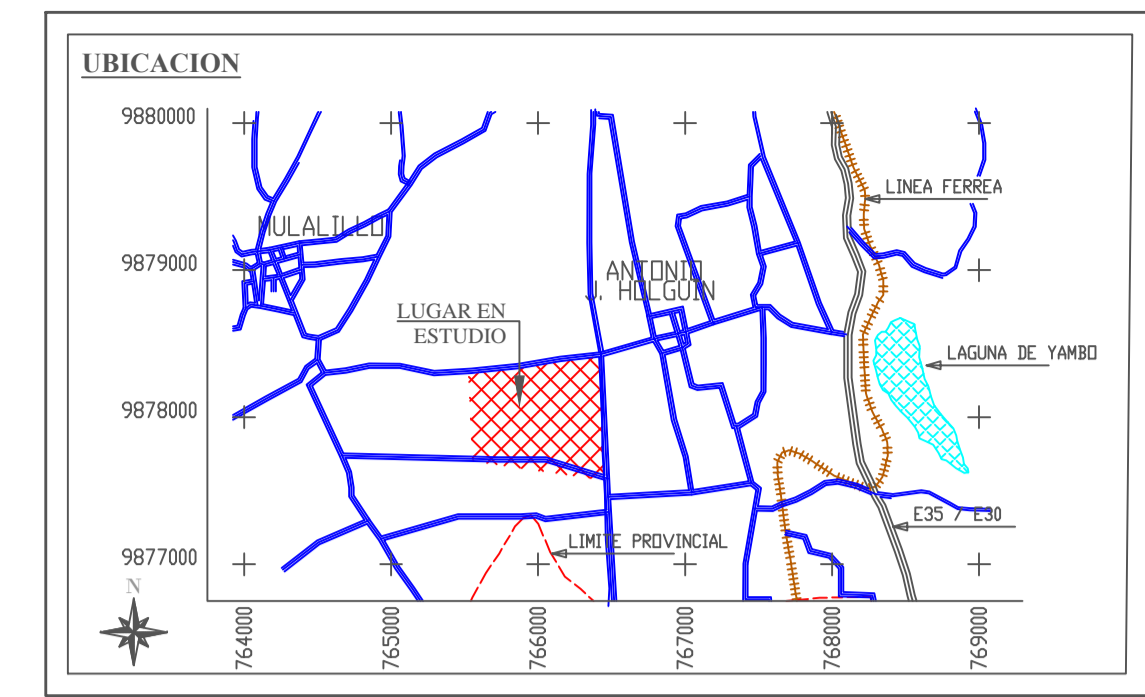 UBICACION
9880000
LINEA FERREA
MULALILLO
9879000
ANTONIO
J. HOLGUIN
LUGAR EN
ESTUDIO
LAGUNA DE YAMBO
9878000
E35 / E30
LIMITE PROVINCIAL
9877000
N
764000
765000
766000
767000
768000
769000